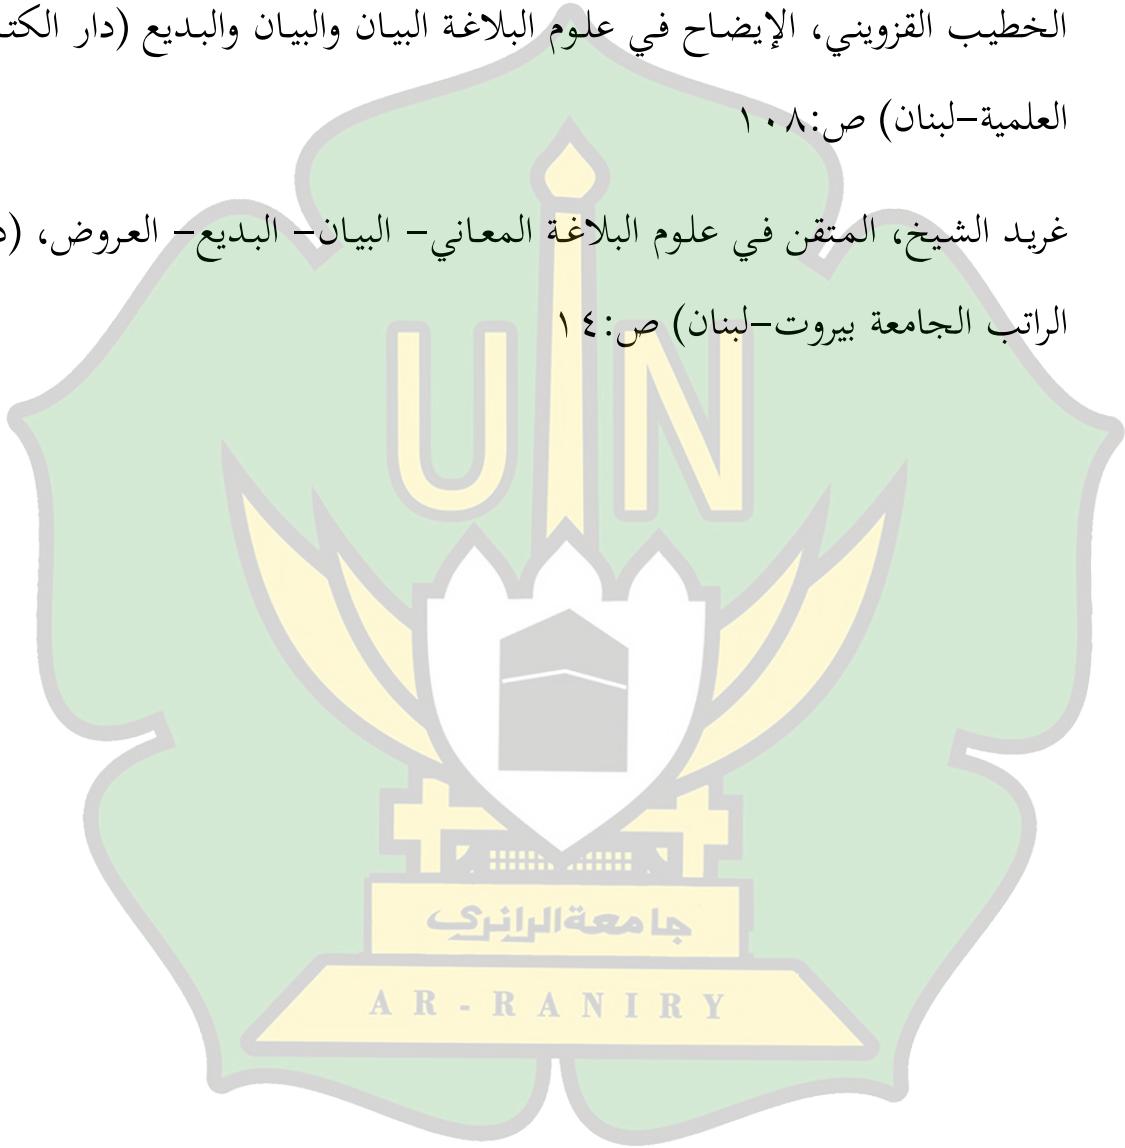 الخطيب القزويني، الإيضاح في علوم البلاغة البيان والبيان والبديع (دار
العلمية–لبنان) ص:١٠٨
غريد الشيخ، المتقن في علوم البلاغة المعاني– البيان– البديع– العروض، (
الراتب الجامعة بيروت–لبنان) ص:١٤
UIN
جامعة الرانري
AR-RANIRY